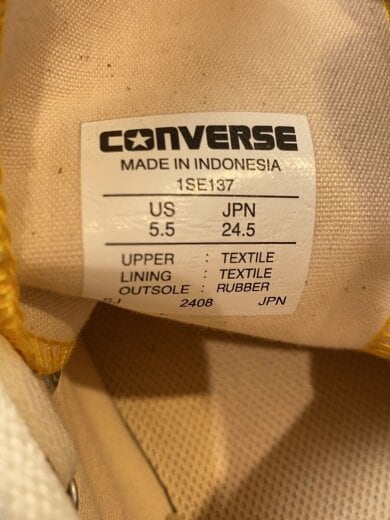 CONVERSE
MADE IN INDONESIA
1SE137
US JPN
5.5 24.5
UPPER : TEXTILE
LINING : TEXTILE
OUTSOLE : RUBBER
2408 JPN